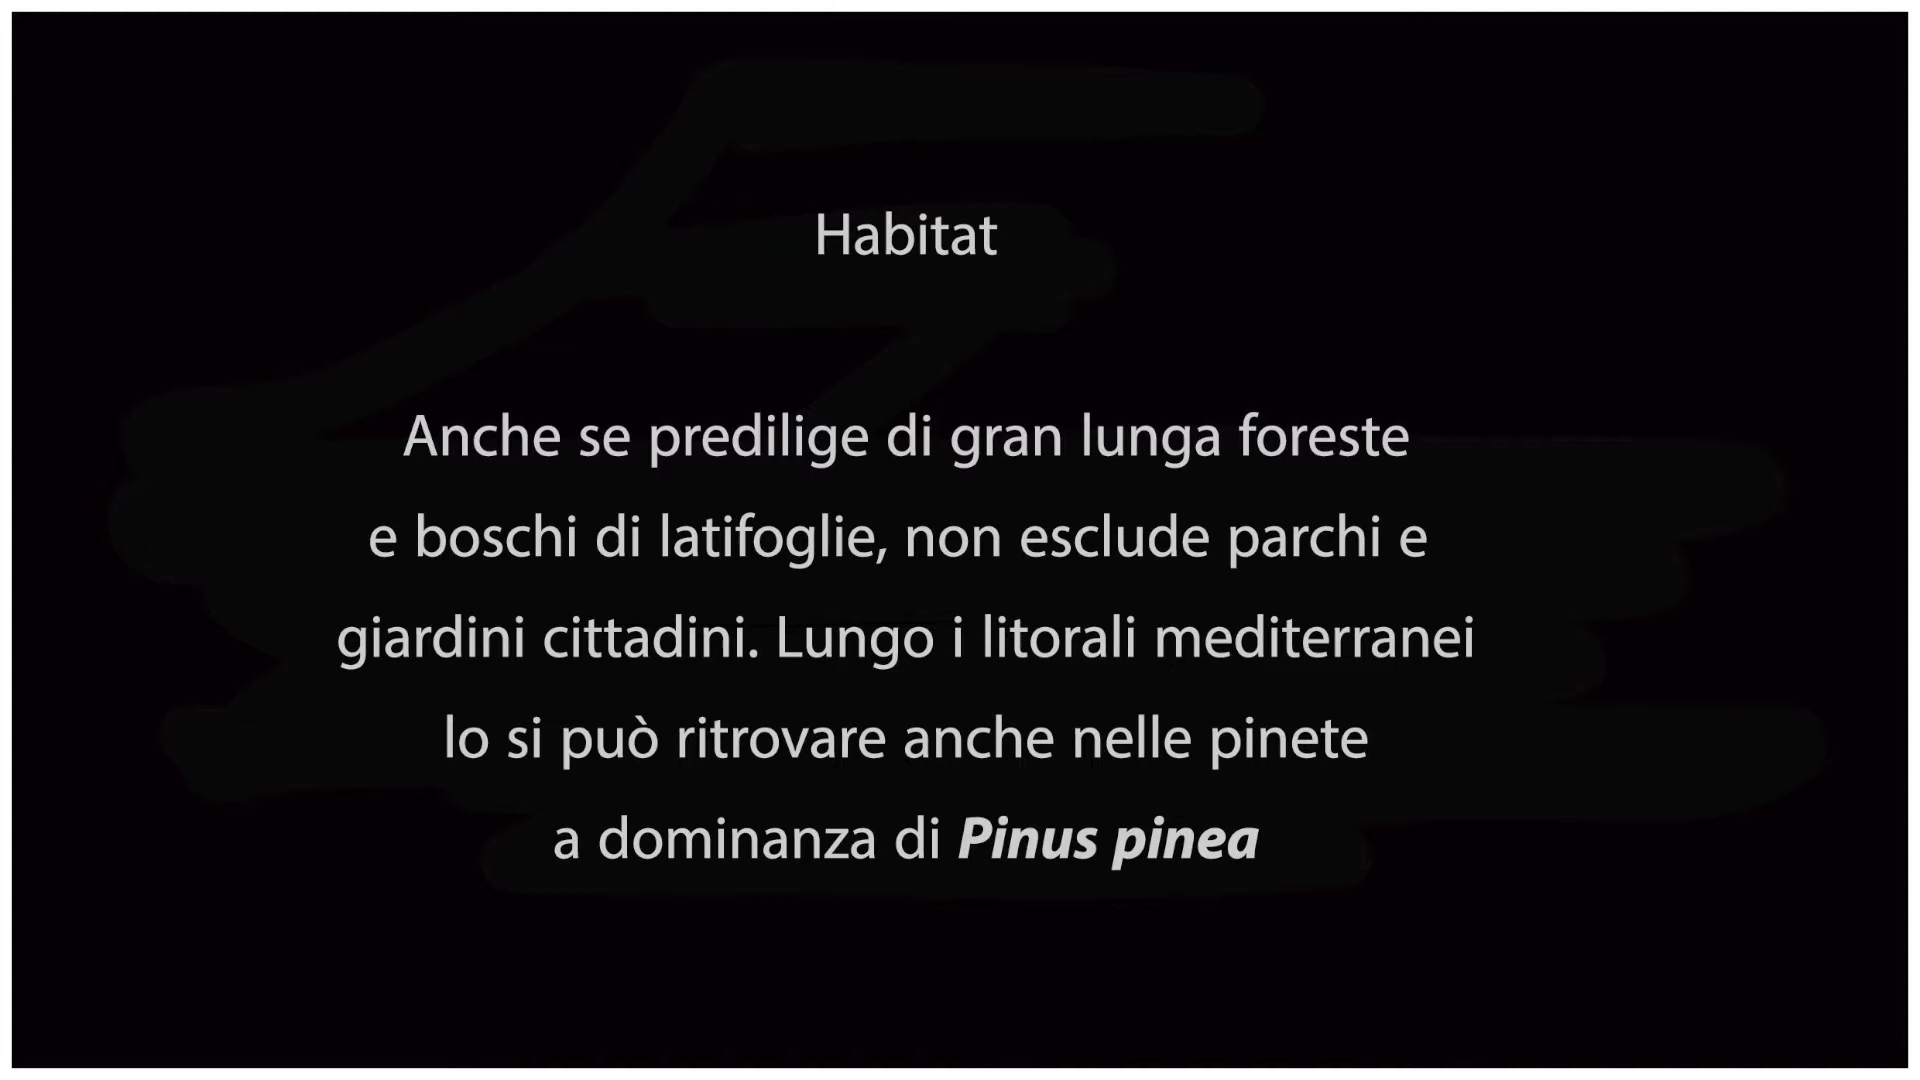 Habitat
Anche se predilige di gran lunga foreste
e boschi di latifoglie, non esclude parchi e
giardini cittadini. Lungo i litorali mediterranei
lo si può ritrovare anche nelle pinete
a dominanza di Pinus pinea